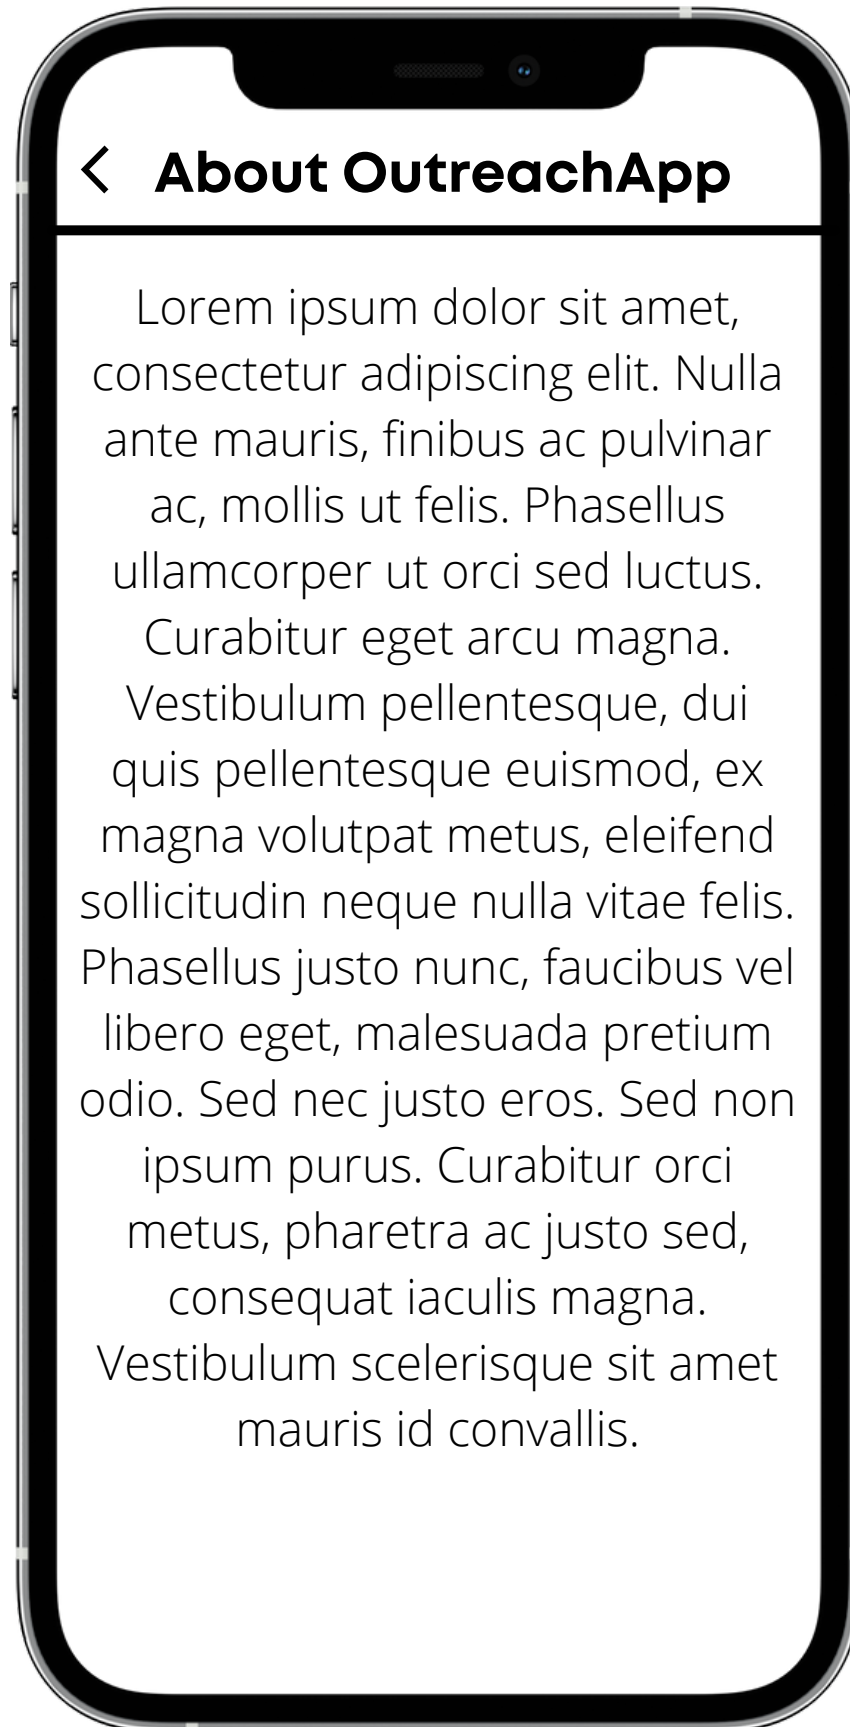 About OutreachApp
Lorem ipsum dolor sit amet,
consectetur adipiscing elit. Nulla
ante mauris, finibus ac pulvinar
ac, mollis ut felis. Phasellus
ullamcorper ut orci sed luctus.
Curabitur eget arcu magna.
Vestibulum pellentesque, dui
quis pellentesque euismod, ex
magna volutpat metus, eleifend
sollicitudin neque nulla vitae felis.
Phasellus justo nunc, faucibus vel
libero eget, malesuada pretium
odio. Sed nec justo eros. Sed non
ipsum purus. Curabitur orci
metus, pharetra ac justo sed,
consequat iaculis magna.
Vestibulum scelerisque sit amet
mauris id convallis.